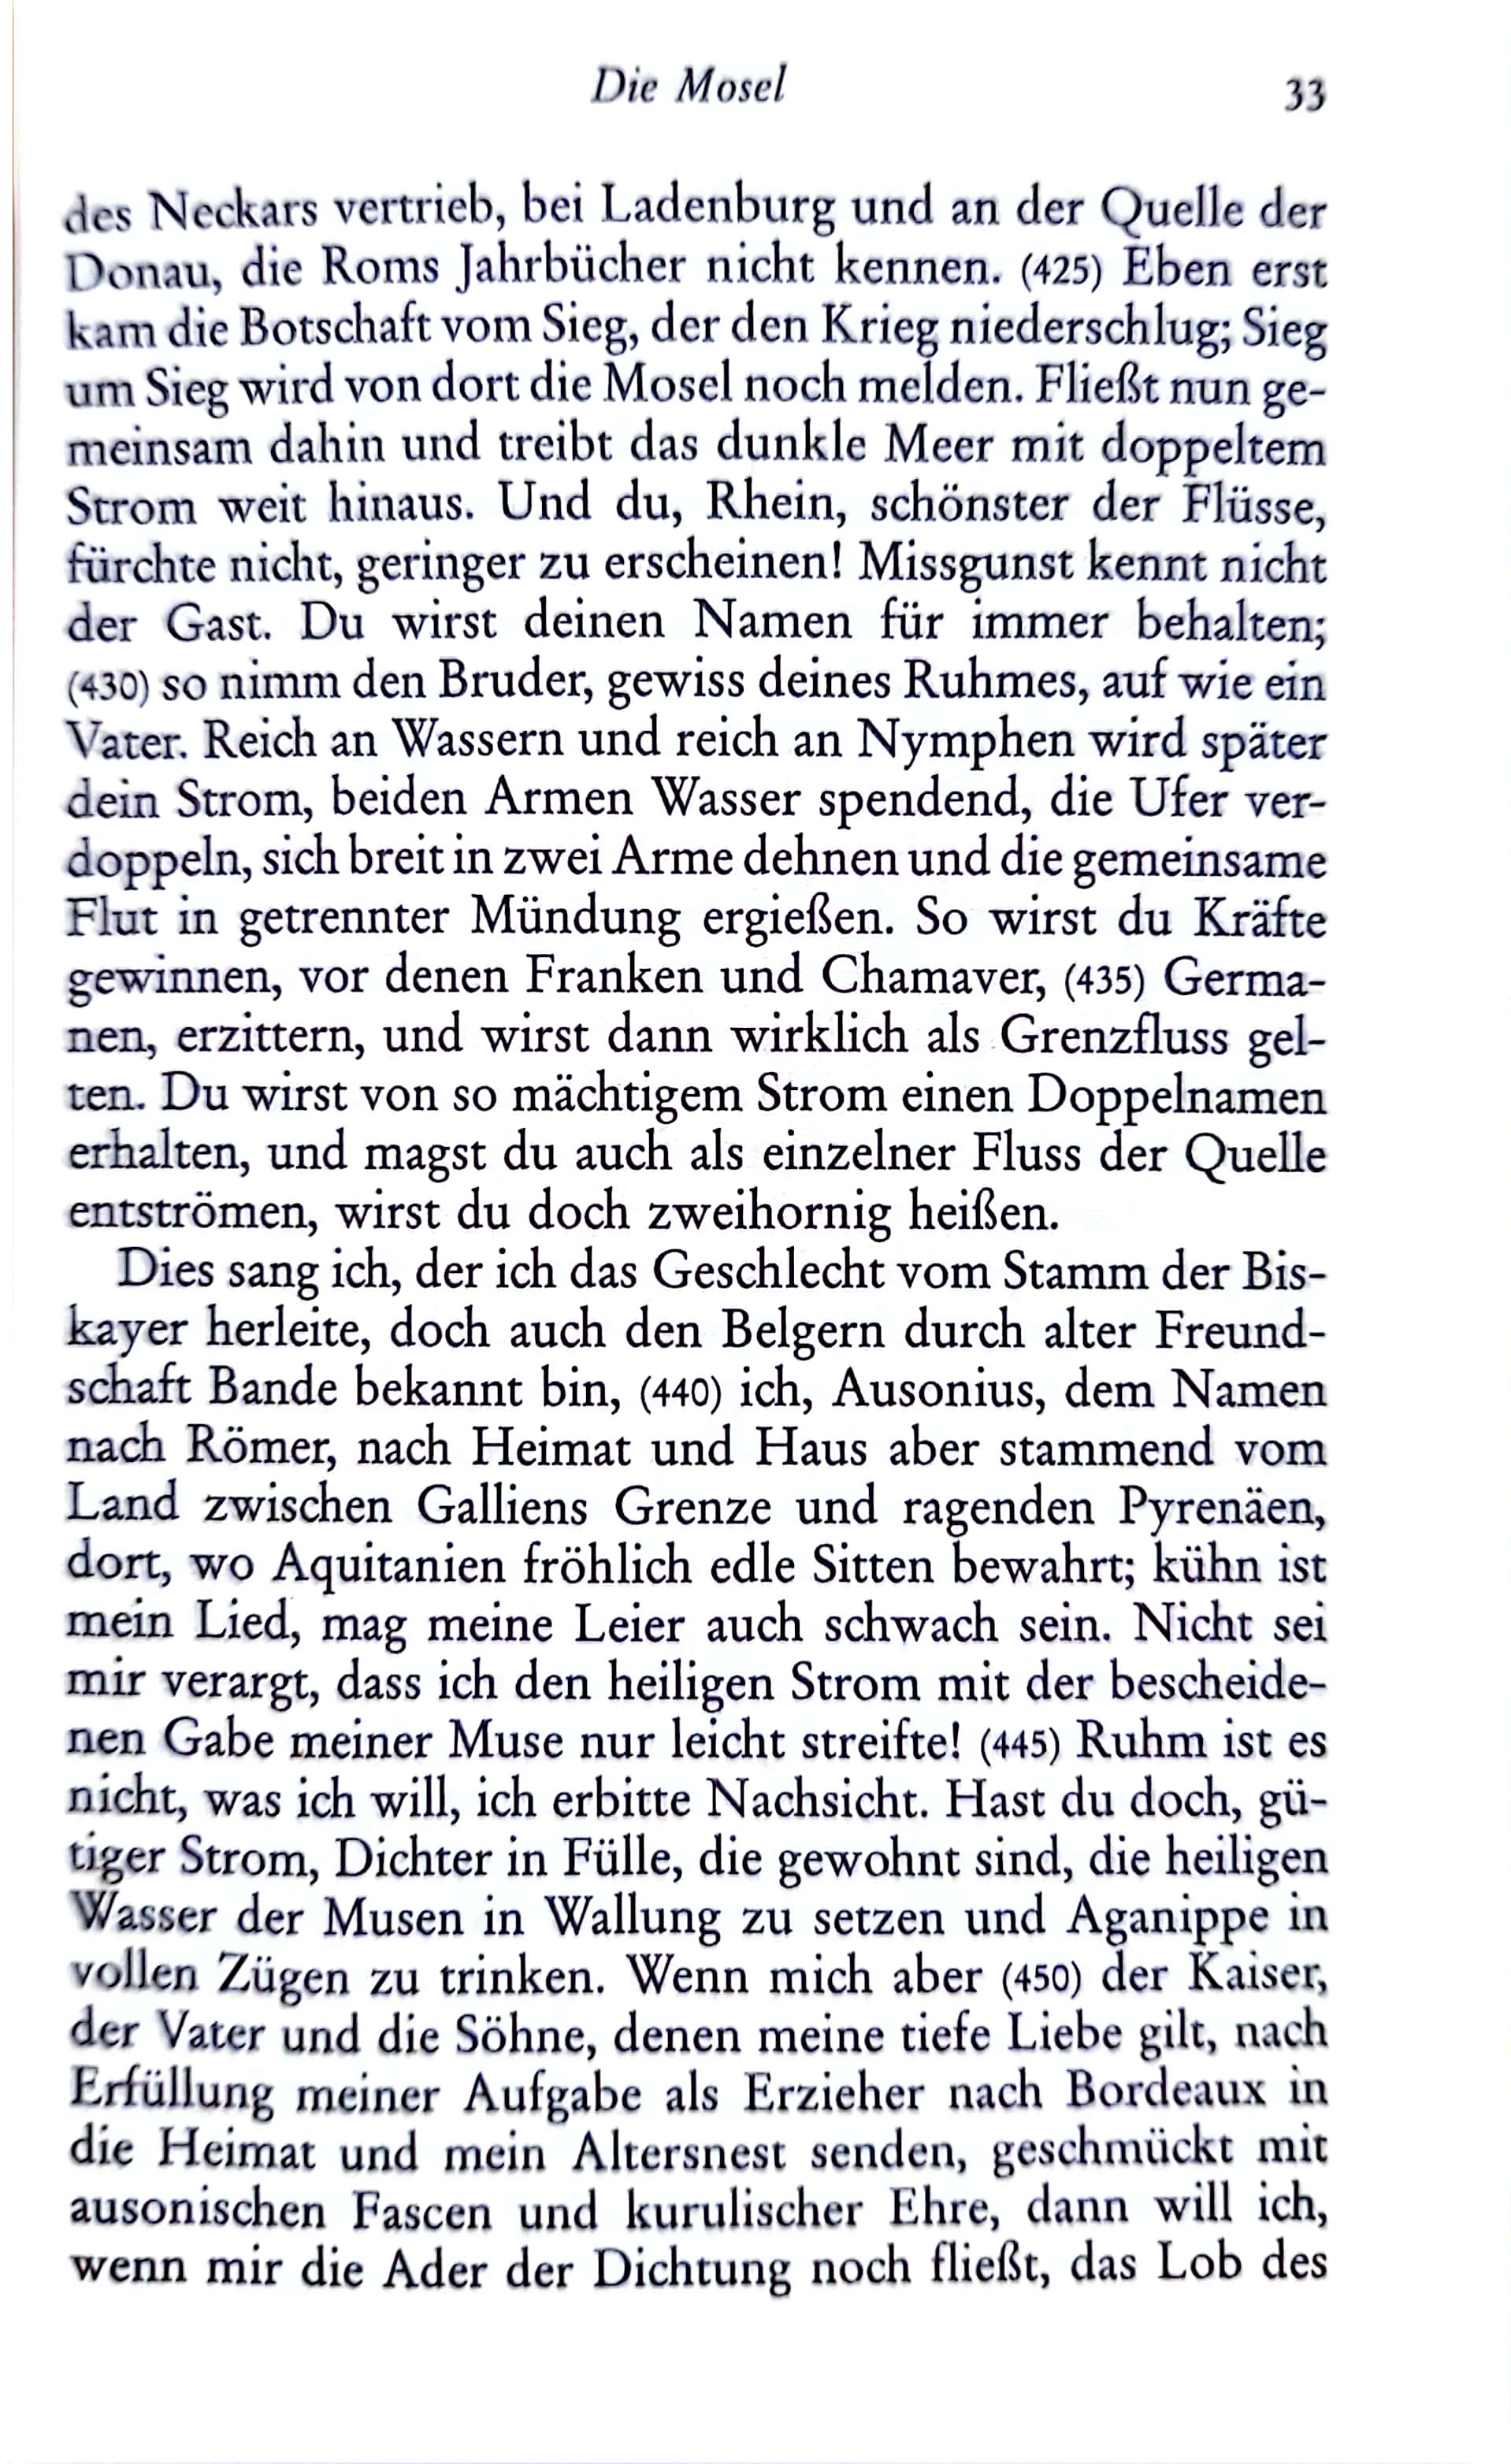 Die Mosel 33
des Neckars vertrieb, bei Ladenburg und an der Quelle der
Donau, die Roms Jahrbücher nicht kennen. (425) Eben erst
kam die Botschaft vom Sieg, der den Krieg niederschlug; Sieg
um Sieg wird von dort die Mosel noch melden. Fließt nun ge-
meinsam dahin und treibt das dunkle Meer mit doppeltem
Strom weit hinaus. Und du, Rhein, schönster der Flüsse,
fürchte nicht, geringer zu erscheinen! Missgunst kennt nicht
der Gast. Du wirst deinen Namen für immer behalten;
(430) so nimm den Bruder, gewiss deines Ruhmes, auf wie ein
Vater. Reich an Wassern und reich an Nymphen wird später
dein Strom, beiden Armen Wasser spendend, die Ufer ver-
doppeln, sich breit in zwei Arme dehnen und die gemeinsame
Flut in getrennter Mündung ergießen. So wirst du Kräfte
gewinnen, vor denen Franken und Chamaver, (435) Germa-
nen, erzittern, und wirst dann wirklich als Grenzfluss gel-
ten. Du wirst von so mächtigem Strom einen Doppelnamen
erhalten, und magst du auch als einzelner Fluss der Quelle
entströmen, wirst du doch zweihornig heißen.
Dies sang ich, der ich das Geschlecht vom Stamm der Bis-
kayer herleite, doch auch den Belgern durch alter Freund-
schaft Bande bekannt bin, (440) ich, Ausonius, dem Namen
nach Römer, nach Heimat und Haus aber stammend vom
Land zwischen Galliens Grenze und ragenden Pyrenäen,
dort, wo Aquitanien fröhlich edle Sitten bewahrt; kühn ist
mein Lied, mag meine Leier auch schwach sein. Nicht sei
mir verargt, dass ich den heiligen Strom mit der bescheide-
nen Gabe meiner Muse nur leicht streifte! (445) Ruhm ist es
nicht, was ich will, ich erbitte Nachsicht. Hast du doch, gü-
tiger Strom, Dichter in Fülle, die gewohnt sind, die heiligen
Wasser der Musen in Wallung zu setzen und Aganippe in
vollen Zügen zu trinken. Wenn mich aber (450) der Kaiser,
der Vater und die Söhne, denen meine tiefe Liebe gilt, nach
Erfüllung meiner Aufgabe als Erzieher nach Bordeaux in
die Heimat und mein Altersnest senden, geschmückt mit
ausonischen Fascen und kurulischer Ehre, dann will ich,
wenn mir die Ader der Dichtung noch fließt, das Lob des